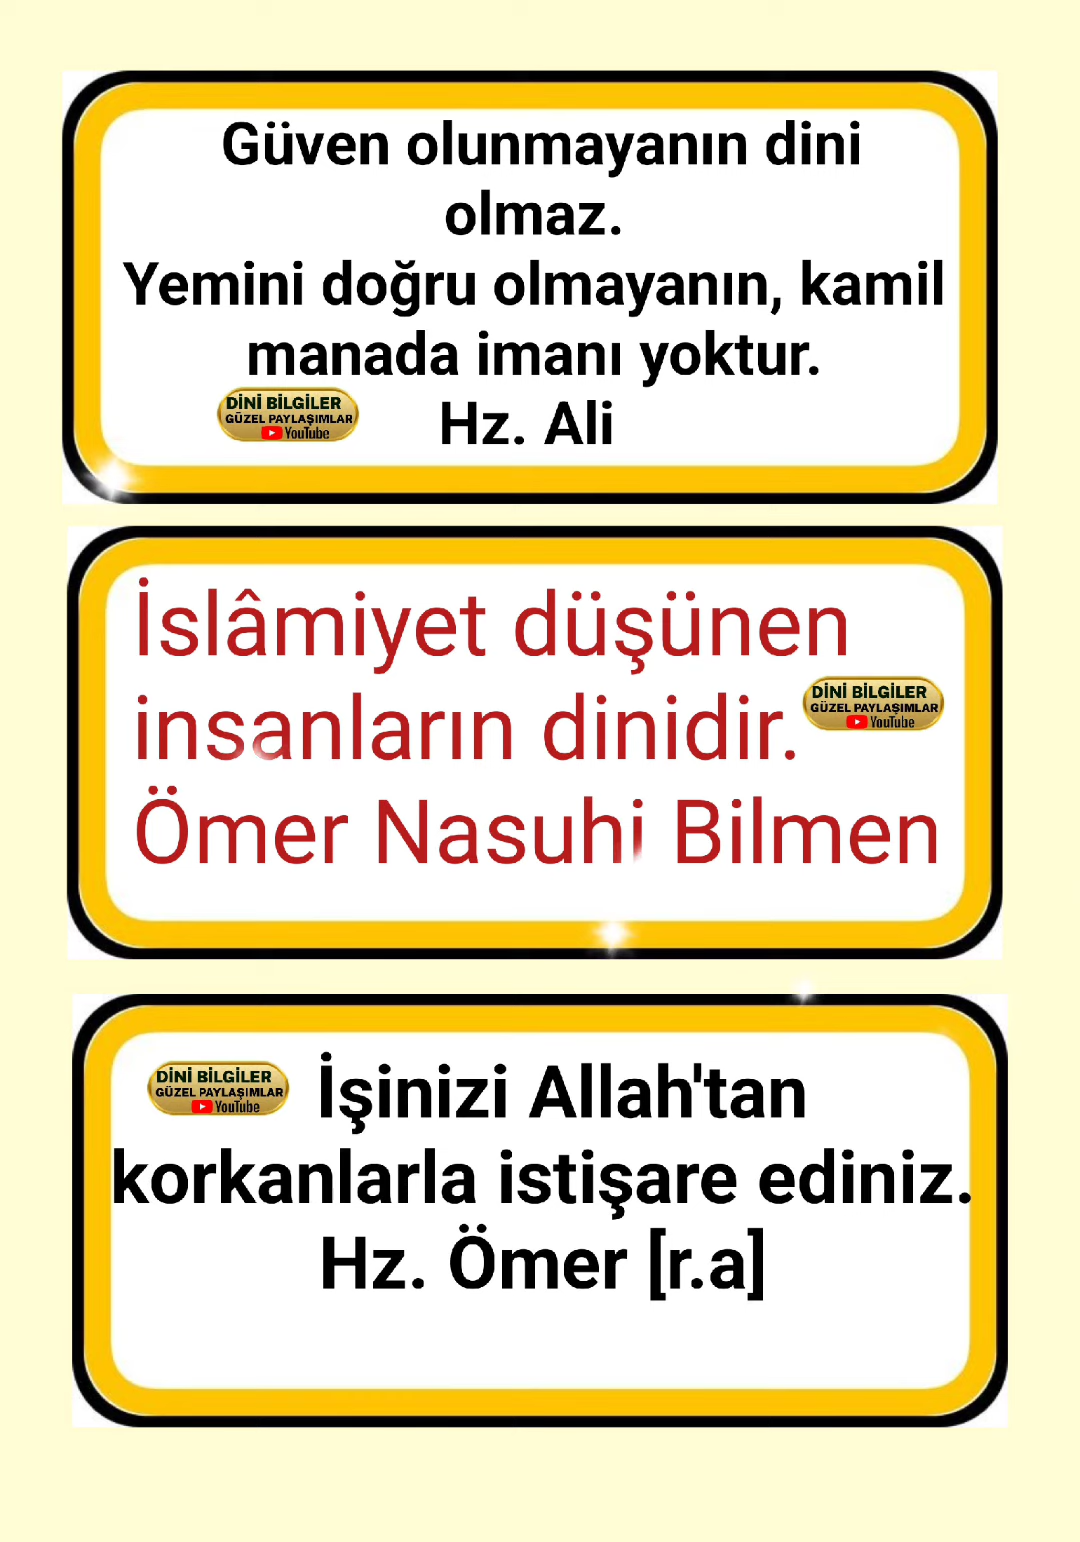 Güven olunmayanın dini
olmaz.
Yemini doğru olmayanın, kamil
manada imanı yoktur.
Hz. Ali
DİNİ BİLGİLER
GÜZEL PAYLAŞIMLAR
YouTube
İslâmiyet düşünen
insanların dinidir.
Ömer Nasuhi Bilmen
DİNİ BİLGİLER
GÜZEL PAYLAŞIMLAR
YouTube
DİNİ BİLGİLER
GÜZEL PAYLAŞIMLAR
YouTube
İşinizi Allah'tan
korkanlarla istişare ediniz.
Hz. Ömer [r.a]